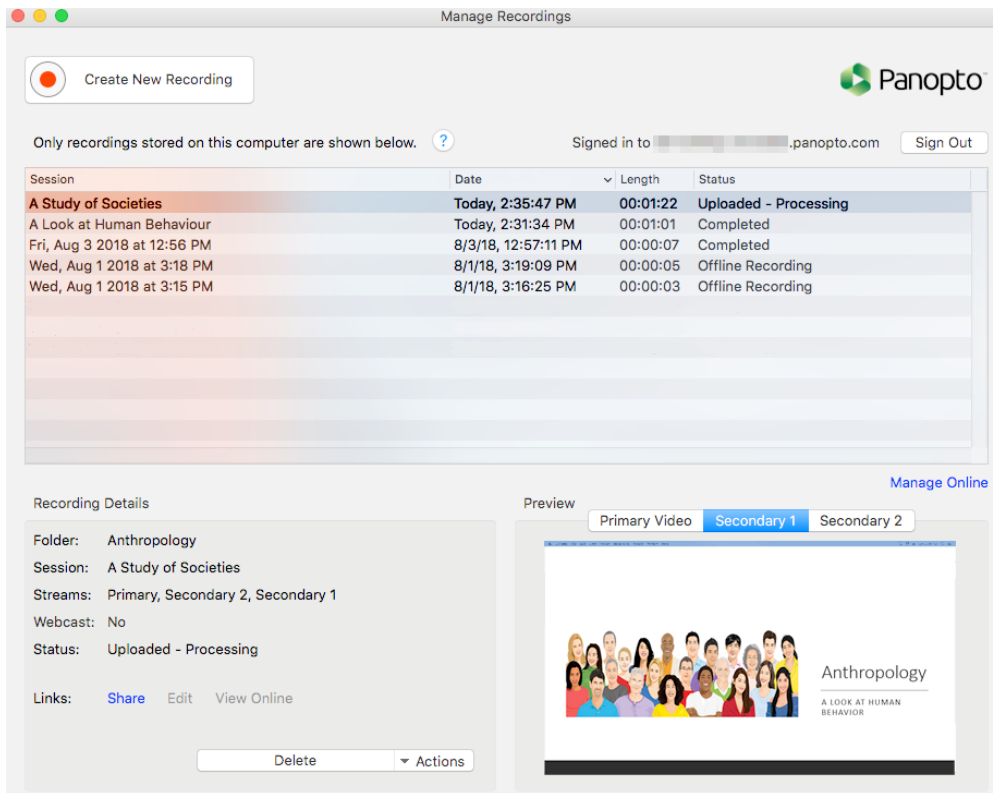 Manage Recordings
Create New Recording
Panopto
Only recordings stored on this computer are shown below. ?
Signed in to .panopto.com Sign Out
Session Date Length Status
A Study of Societies Today, 2:35:47 PM 00:01:22 Uploaded - Processing
A Look at Human Behaviour Today, 2:31:34 PM 00:01:01 Completed
Fri, Aug 3 2018 at 12:56 PM 8/3/18, 12:57:11 PM 00:00:07 Completed
Wed, Aug 1 2018 at 3:18 PM 8/1/18, 3:19:09 PM 00:00:05 Offline Recording
Wed, Aug 1 2018 at 3:15 PM 8/1/18, 3:16:25 PM 00:00:03 Offline Recording
Manage Online
Recording Details
Folder: Anthropology
Session: A Study of Societies
Streams: Primary, Secondary 2, Secondary 1
Webcast: No
Status: Uploaded - Processing
Links: Share Edit View Online
Delete Actions
Preview
Primary Video Secondary 1 Secondary 2
Anthropology
A LOOK AT HUMAN
BEHAVIOR